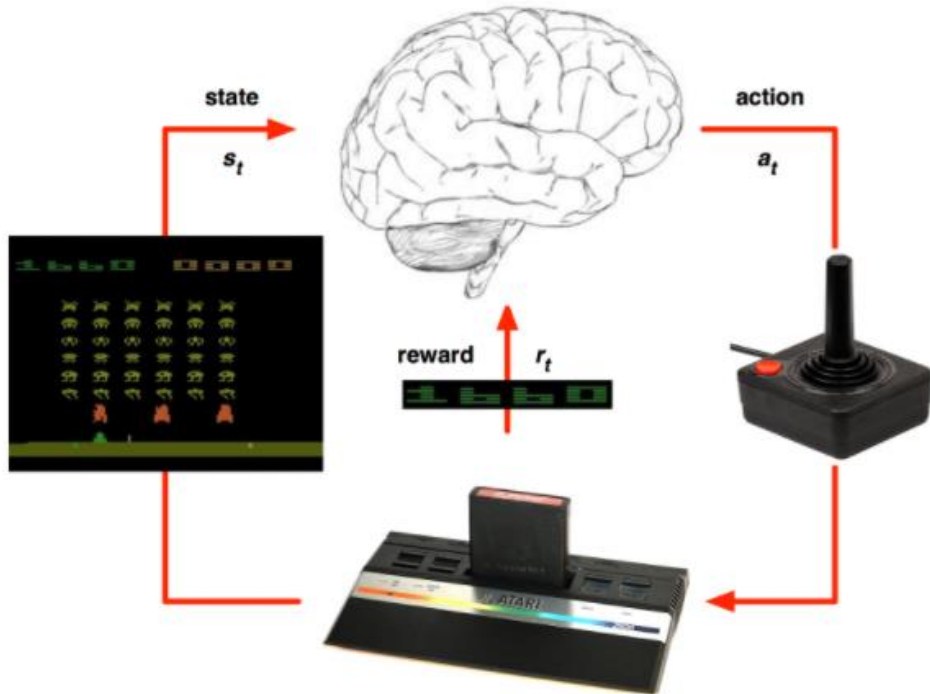 state
action
s_t
a_t
1660 0000
reward r_t
1660
ATARI